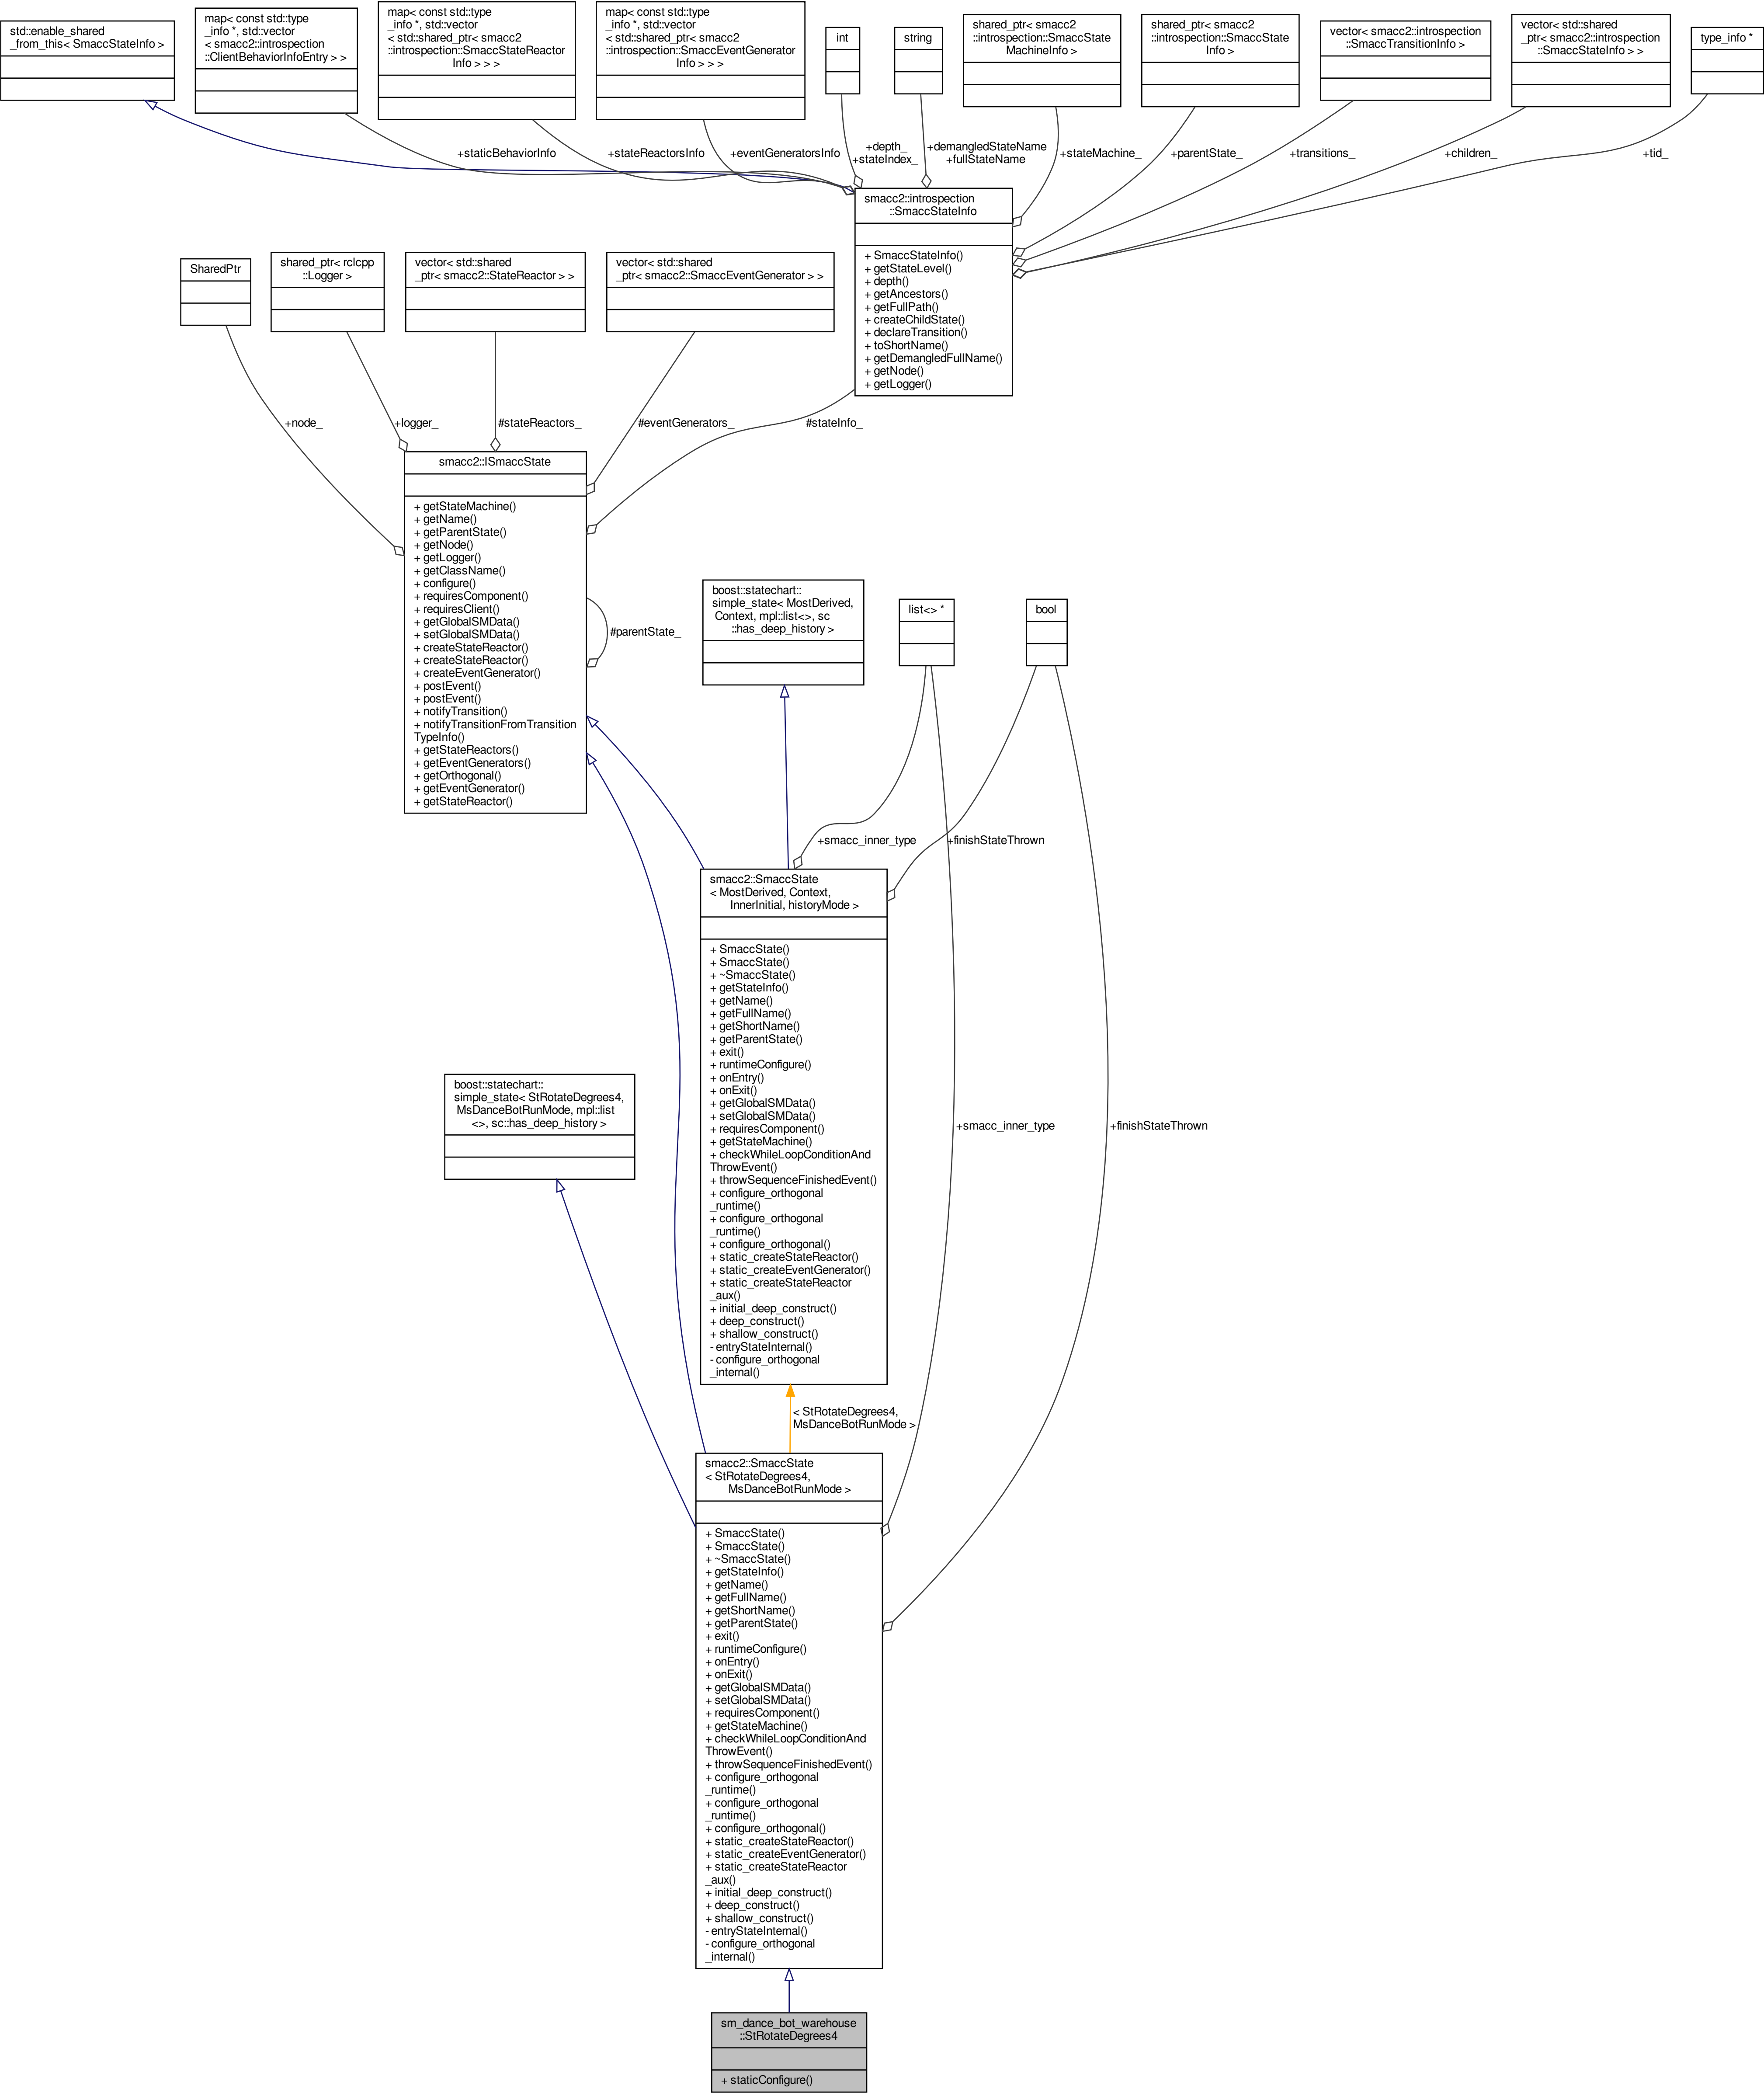 std::enable_shared
_from_this< SmaccStateInfo >
map< const std::type
_info *, std::vector
< smacc2::introspection
::ClientBehaviorInfoEntry > >
map< const std::type
_info *, std::vector
< std::shared_ptr< smacc2
::introspection::SmaccStateReactor
Info > > >
map< const std::type
_info *, std::vector
< std::shared_ptr< smacc2
::introspection::SmaccEventGenerator
Info > > >
int
string
shared_ptr< smacc2
::introspection::SmaccState
MachineInfo >
shared_ptr< smacc2
::introspection::SmaccState
Info >
vector< smacc2::introspection
::SmaccTransitionInfo >
vector< std::shared
_ptr< smacc2::introspection
::SmaccStateInfo > >
type_info *
+staticBehaviorInfo
+stateReactorsInfo
+eventGeneratorsInfo
+depth_
+stateIndex_
+demangledStateName
+fullStateName
+stateMachine_
+parentState_
+transitions_
+children_
+tid_
smacc2::introspection
::SmaccStateInfo
+ SmaccStateInfo()
+ getStateLevel()
+ depth()
+ getAncestors()
+ getFullPath()
+ createChildState()
+ declareTransition()
+ toShortName()
+ getDemangledFullName()
+ getNode()
+ getLogger()
SharedPtr
shared_ptr< rclcpp
::Logger >
vector< std::shared
_ptr< smacc2::StateReactor > >
vector< std::shared
_ptr< smacc2::SmaccEventGenerator > >
+node_
+logger_
#stateReactors_
#eventGenerators_
#stateInfo_
smacc2::ISmaccState
+ getStateMachine()
+ getName()
+ getParentState()
+ getNode()
+ getLogger()
+ getClassName()
+ configure()
+ requiresComponent()
+ requiresClient()
+ getGlobalSMData()
+ setGlobalSMData()
+ createStateReactor()
+ createStateReactor()
+ createEventGenerator()
+ postEvent()
+ postEvent()
+ notifyTransition()
+ notifyTransitionFromTransition
TypeInfo()
+ getStateReactors()
+ getEventGenerators()
+ getOrthogonal()
+ getEventGenerator()
+ getStateReactor()
#parentState_
boost::statechart::
simple_state< MostDerived,
Context, mpl::list<>, sc
::has_deep_history >
list<> *
bool
+smacc_inner_type
+finishStateThrown
smacc2::SmaccState
< MostDerived, Context,
InnerInitial, historyMode >
+ SmaccState()
+ SmaccState()
+ ~SmaccState()
+ getStateInfo()
+ getName()
+ getFullName()
+ getShortName()
+ getParentState()
+ exit()
+ runtimeConfigure()
+ onEntry()
+ onExit()
+ getGlobalSMData()
+ setGlobalSMData()
+ requiresComponent()
+ getStateMachine()
+ checkWhileLoopConditionAnd
ThrowEvent()
+ throwSequenceFinishedEvent()
+ configure_orthogonal
_runtime()
+ configure_orthogonal
_runtime()
+ configure_orthogonal()
+ static_createStateReactor()
+ static_createEventGenerator()
+ static_createStateReactor
_aux()
+ initial_deep_construct()
+ deep_construct()
+ shallow_construct()
- entryStateInternal()
- configure_orthogonal
_internal()
boost::statechart::
simple_state< StRotateDegrees4,
MsDanceBotRunMode, mpl::list
<>, sc::has_deep_history >
+smacc_inner_type
+finishStateThrown
< StRotateDegrees4,
MsDanceBotRunMode >
smacc2::SmaccState
< StRotateDegrees4,
MsDanceBotRunMode >
+ SmaccState()
+ SmaccState()
+ ~SmaccState()
+ getStateInfo()
+ getName()
+ getFullName()
+ getShortName()
+ getParentState()
+ exit()
+ runtimeConfigure()
+ onEntry()
+ onExit()
+ getGlobalSMData()
+ setGlobalSMData()
+ requiresComponent()
+ getStateMachine()
+ checkWhileLoopConditionAnd
ThrowEvent()
+ throwSequenceFinishedEvent()
+ configure_orthogonal
_runtime()
+ configure_orthogonal
_runtime()
+ configure_orthogonal()
+ static_createStateReactor()
+ static_createEventGenerator()
+ static_createStateReactor
_aux()
+ initial_deep_construct()
+ deep_construct()
+ shallow_construct()
- entryStateInternal()
- configure_orthogonal
_internal()
sm_dance_bot_warehouse
::StRotateDegrees4
+ staticConfigure()